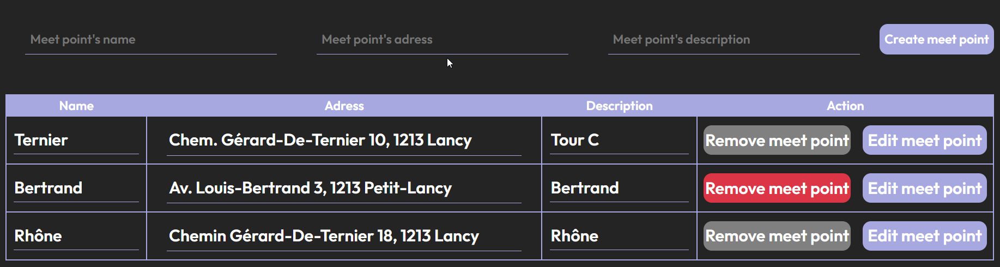 Meet point's name Meet point's adress Meet point's description Create meet point
Name Adress Description Action
Ternier Chem. Gérard-De-Ternier 10, 1213 Lancy Tour C Remove meet point Edit meet point
Bertrand Av. Louis-Bertrand 3, 1213 Petit-Lancy Bertrand Remove meet point Edit meet point
Rhône Chemin Gérard-De-Ternier 18, 1213 Lancy Rhône Remove meet point Edit meet point